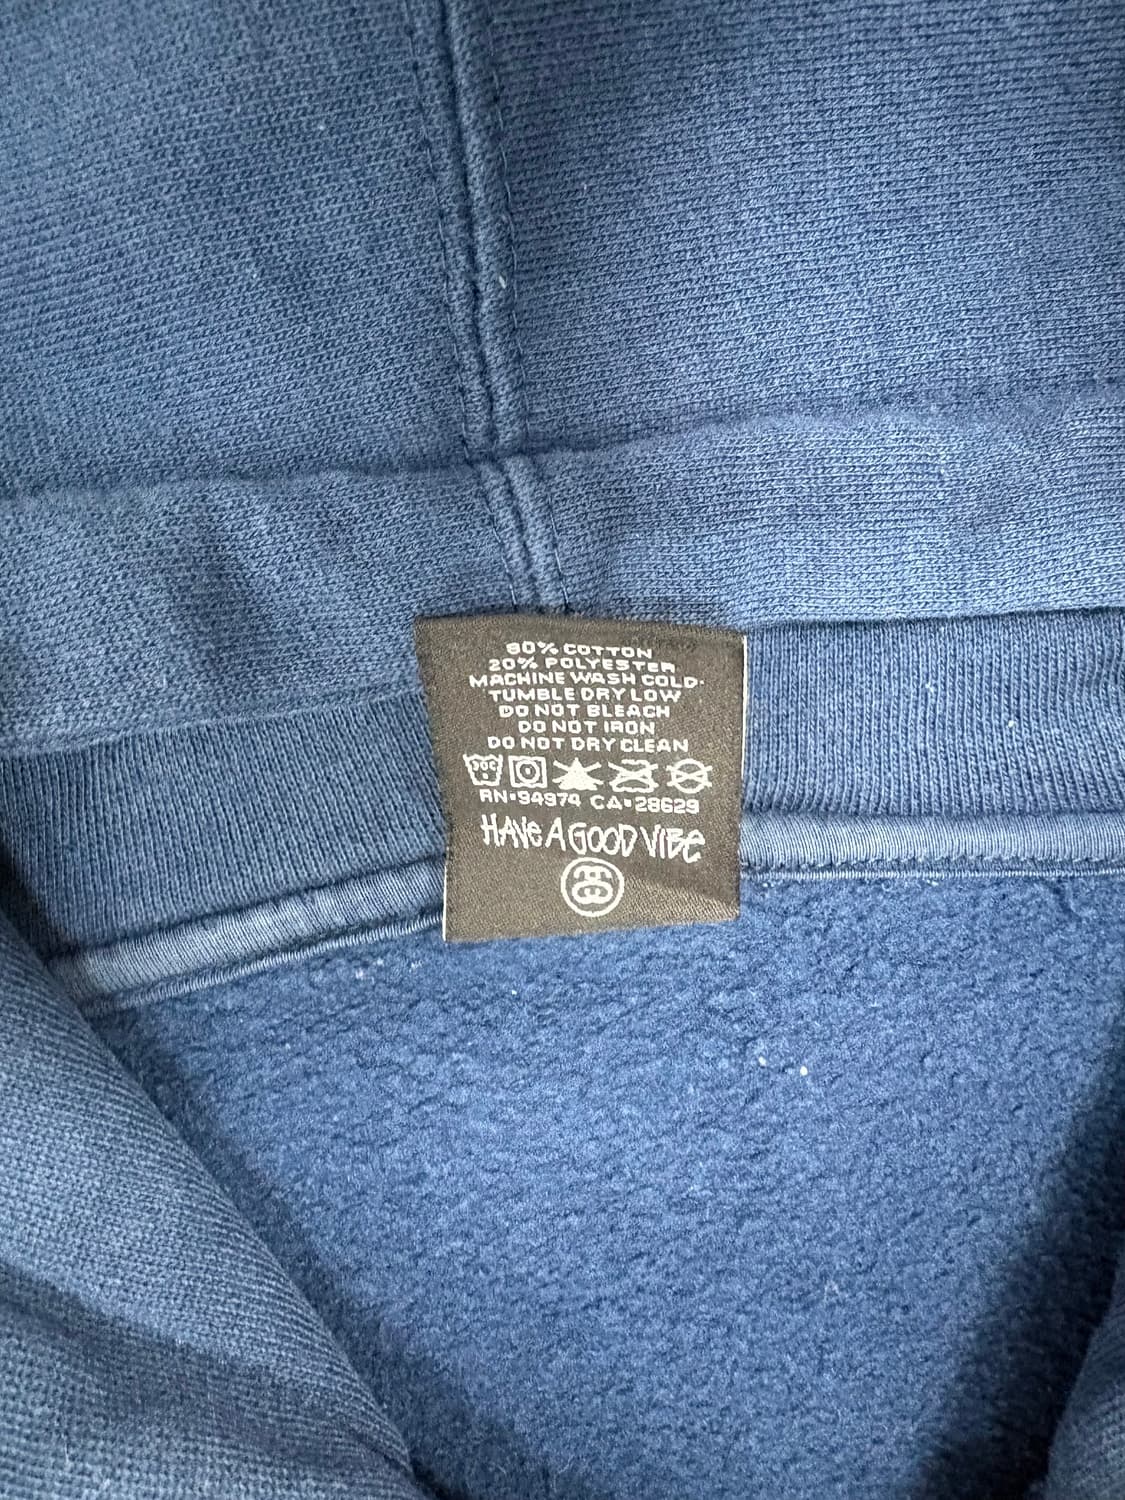 80% COTTON
20% POLYESTER
MACHINE WASH COLD
TUMBLE DRY LOW
DO NOT BLEACH
DO NOT IRON
DO NOT DRY CLEAN
RN•94974 CA•28629
HAVE A GOOD VIBE